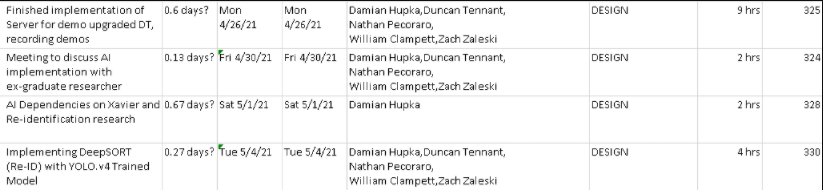 Finished implementation of Server for demo upgraded DT, recording demos 0.6 days? Mon 4/26/21 Mon 4/26/21 Damian Hupka,Duncan Tennant, Nathan Pecoraro, William Clampett,Zach Zaleski DESIGN 9 hrs 325
Meeting to discuss AI implementation with ex-graduate researcher 0.13 days? Fri 4/30/21 Fri 4/30/21 Damian Hupka,Duncan Tennant, Nathan Pecoraro, William Clampett,Zach Zaleski DESIGN 2 hrs 324
AI Dependencies on Xavier and Re-identification research 0.67 days? Sat 5/1/21 Sat 5/1/21 Damian Hupka DESIGN 2 hrs 328
Implementing DeepSORT (Re-ID) with YOLO.v4 Trained Model 0.27 days? Tue 5/4/21 Tue 5/4/21 Damian Hupka,Duncan Tennant, Nathan Pecoraro, William Clampett,Zach Zaleski DESIGN 4 hrs 330